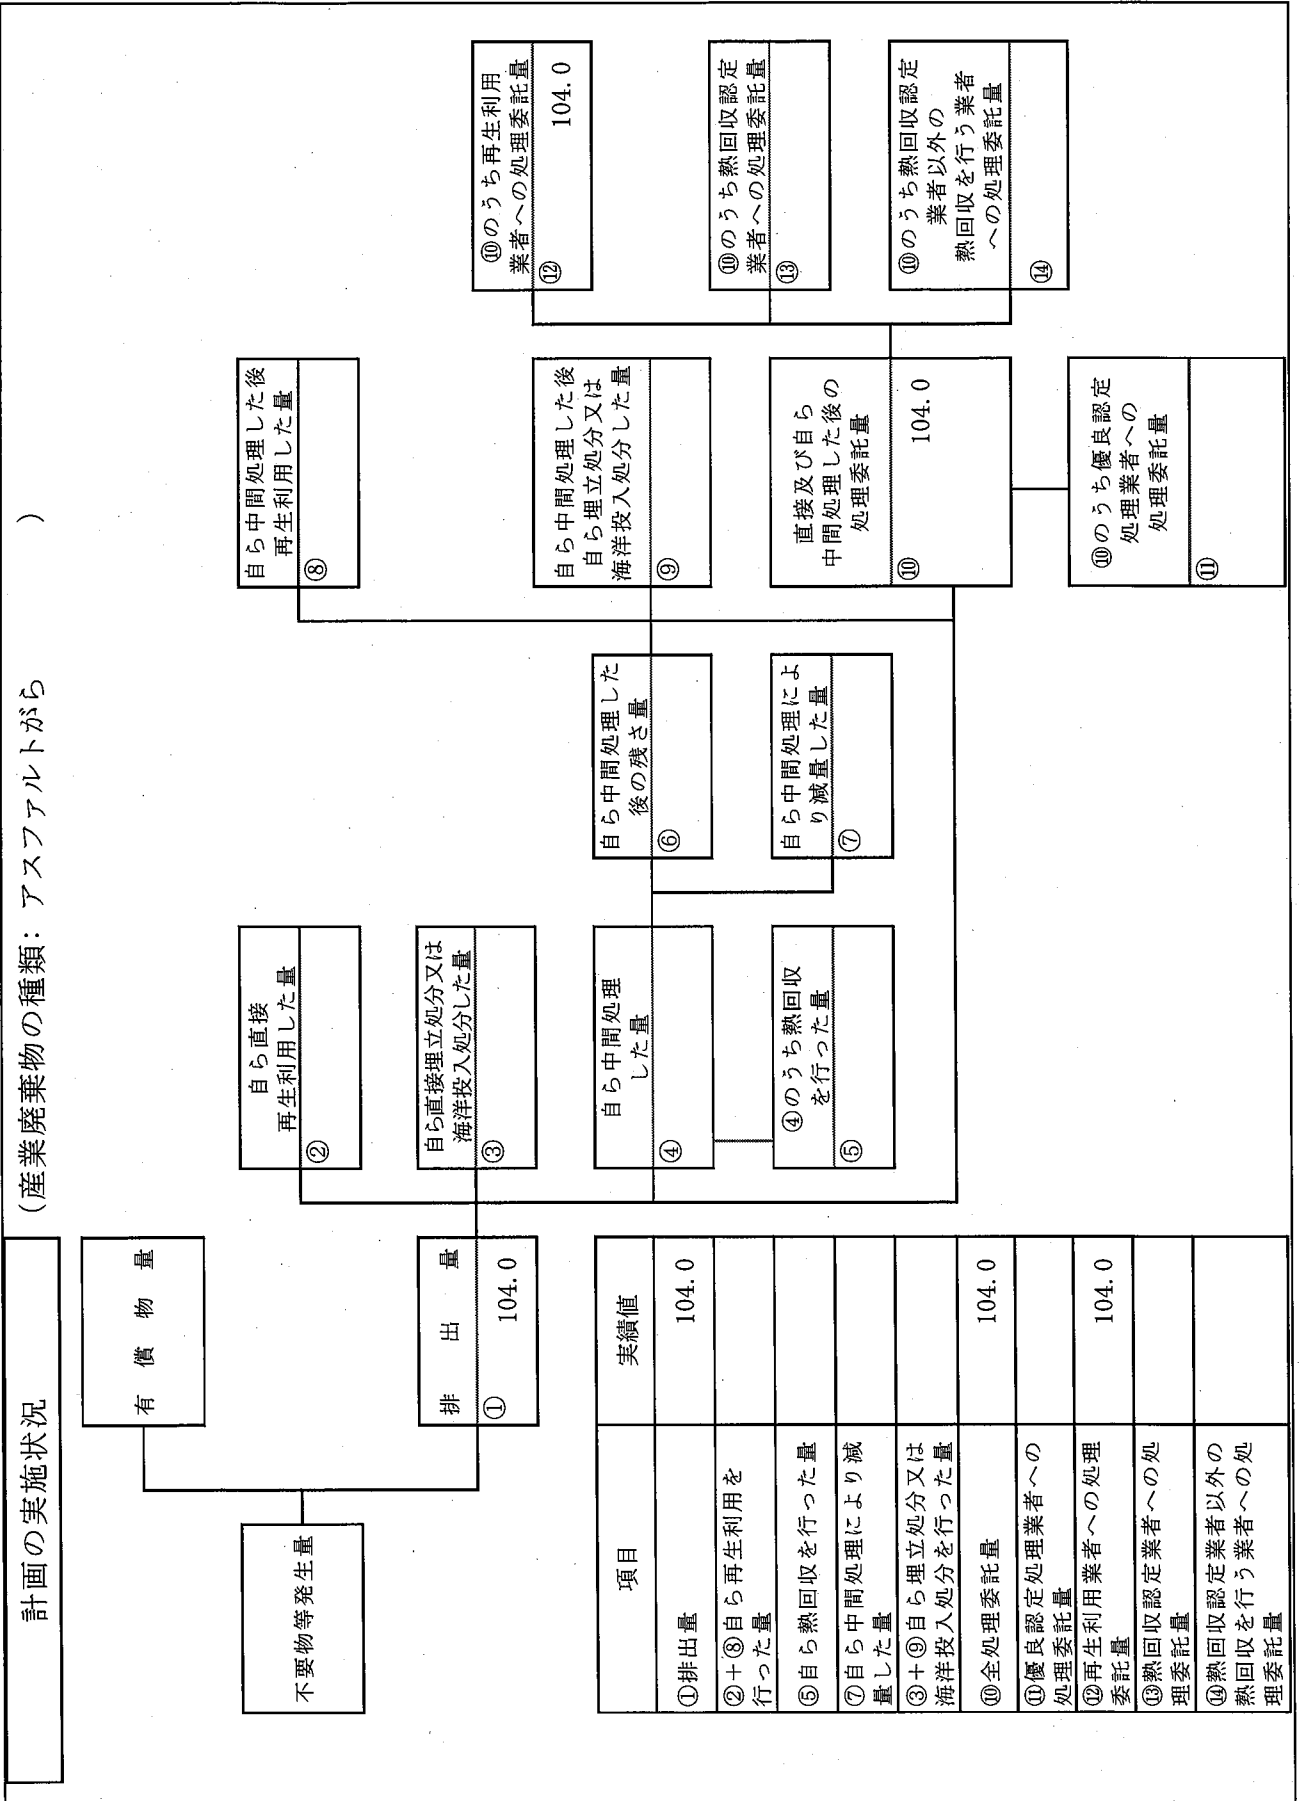 計画の実施状況
(産業廃棄物の種類：アスファルトがら　　　　)
不要物等発生量
有　償　物　量
排　出　量
① 104.0
自ら直接
再生利用した量
②
自ら直接埋立処分又は
海洋投入処分した量
③
自ら中間処理
した量
④
④のうち熱回収
を行った量
⑤
自ら中間処理した
後の残さ量
⑥
自ら中間処理によ
り減量した量
⑦
自ら中間処理した後
再生利用した量
⑧
自ら中間処理した後
自ら埋立処分又は
海洋投入処分した量
⑨
直接及び自ら
中間処理した後の
処理委託量
⑩ 104.0
⑩のうち優良認定
処理業者への
処理委託量
⑪
⑩のうち再生利用
業者への処理委託量
⑫ 104.0
⑩のうち熱回収認定
業者への処理委託量
⑬
⑩のうち熱回収認定
業者以外の
熱回収を行う業者
への処理委託量
⑭
項目 実績値
①排出量 104.0
②＋⑧自ら再生利用を
行った量
⑤自ら熱回収を行った量
⑦自ら中間処理により減
量した量
③＋⑨自ら埋立処分又は
海洋投入処分を行った量
⑩全処理委託量 104.0
⑪優良認定処理業者への
処理委託量
⑫再生利用業者への処理
委託量 104.0
⑬熱回収認定業者への処
理委託量
⑭熱回収認定業者以外の
熱回収を行う業者への処
理委託量